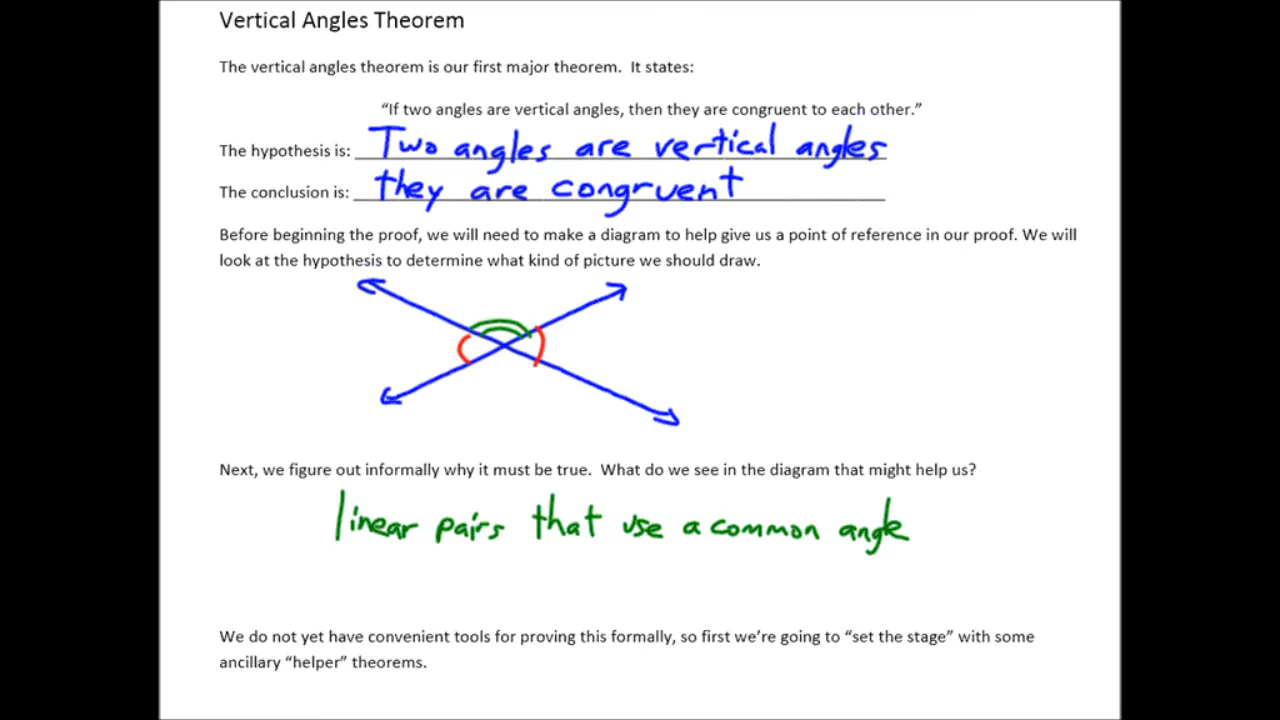 Vertical Angles Theorem
The vertical angles theorem is our first major theorem.  It states:
“If two angles are vertical angles, then they are congruent to each other.”
The hypothesis is: Two angles are vertical angles
The conclusion is: they are congruent
Before beginning the proof, we will need to make a diagram to help give us a point of reference in our proof. We will
look at the hypothesis to determine what kind of picture we should draw.
Next, we figure out informally why it must be true.  What do we see in the diagram that might help us?
linear pairs that use a common angle
We do not yet have convenient tools for proving this formally, so first we’re going to “set the stage” with some
ancillary “helper” theorems.